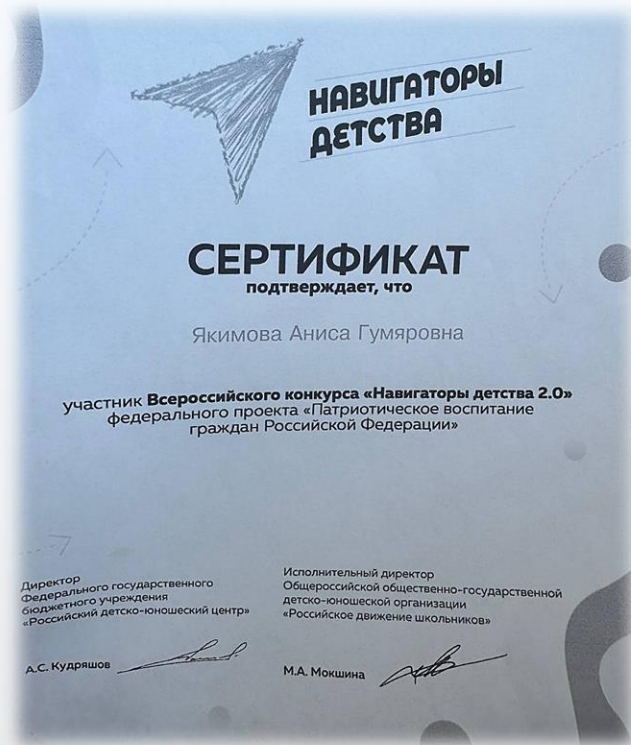 НАВИГАТОРЫ
ДЕТСТВА
СЕРТИФИКАТ
подтверждает, что
Якимова Аниса Гумяровна
участник Всероссийского конкурса «Навигаторы детства 2.0»
федерального проекта «Патриотическое воспитание
граждан Российской Федерации»
Директор
Федерального государственного
бюджетного учреждения
«Российский детско-юношеский центр»
А.С. Кудряшов
Исполнительный директор
Общероссийской общественно-государственной
детско-юношеской организации
«Российское движение школьников»
М.А. Мокшина